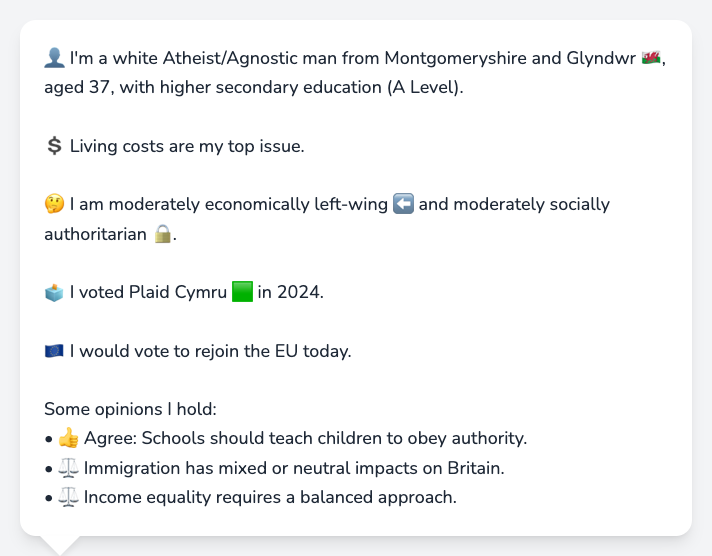 👤 I'm a white Atheist/Agnostic man from Montgomeryshire and Glyndwr 🏴󠁧󠁢󠁷󠁬󠁳󠁿,
aged 37, with higher secondary education (A Level).
💲 Living costs are my top issue.
🤔 I am moderately economically left-wing ⬅️ and moderately socially
authoritarian 🔒.
🗳️ I voted Plaid Cymru 🟩 in 2024.
🇪🇺 I would vote to rejoin the EU today.
Some opinions I hold:
• 👍 Agree: Schools should teach children to obey authority.
• ⚖️ Immigration has mixed or neutral impacts on Britain.
• ⚖️ Income equality requires a balanced approach.